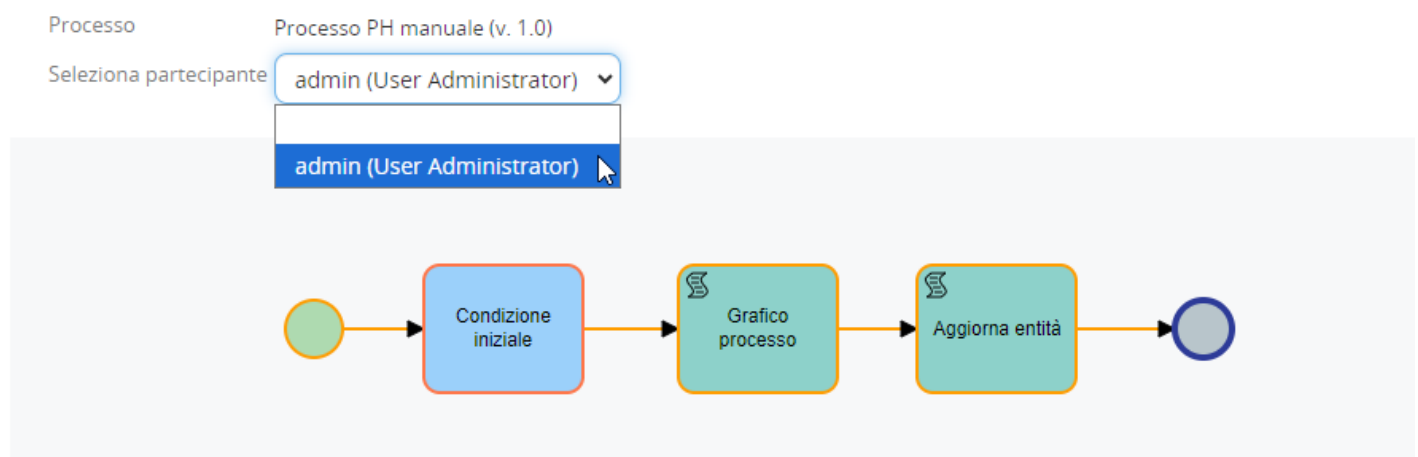 Processo
Processo PH manuale (v. 1.0)
Seleziona partecipante
admin (User Administrator)
admin (User Administrator)
Condizione
iniziale
Grafico
processo
Aggiorna entità